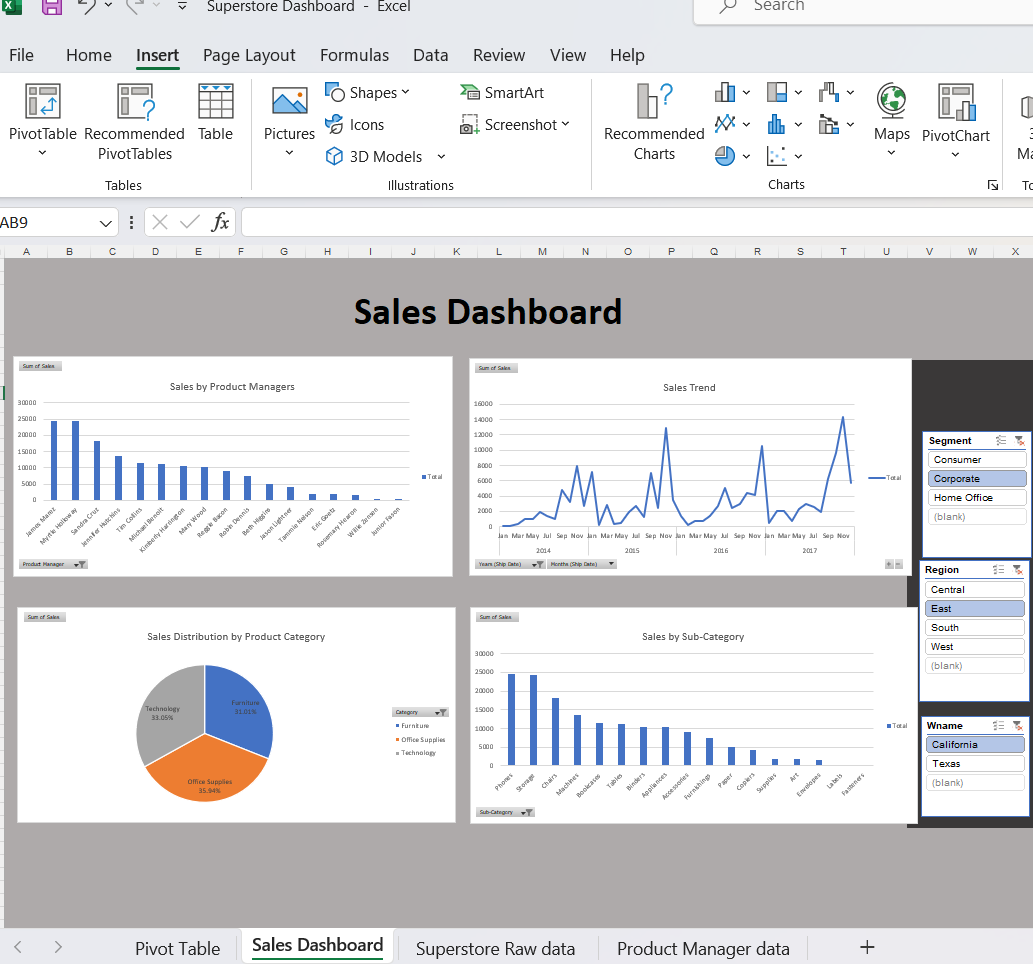 Superstore Dashboard - Excel
Search
File Home Insert Page Layout Formulas Data Review View Help
PivotTable
Recommended PivotTables
Table
Tables
Pictures
Shapes
Icons
3D Models
SmartArt
Screenshot
Illustrations
Recommended Charts
Maps
PivotChart
Charts
AB9
fx
A B C D E F G H I J K L M N O P Q R S T U V W X
Sales Dashboard
Sum of Sales
Sales by Product Managers
30000
25000
20000
15000
10000
5000
0
James Manz
Myrtle Holloway
Sandra Cruz
Jennifer Hutchins
Tim Collins
Michael Benoit
Kimberly Harrington
Mary Wood
Reggie Bacon
Robin Dennis
Beth Higgins
Jason Lightner
Tammie Nelson
Eric Goetz
Rosemary Hearon
Willie Zamen
Junior Fason
Total
Product Manager
Sum of Sales
Sales Trend
16000
14000
12000
10000
8000
6000
4000
2000
0
Jan Mar May Jul Sep Nov Jan Mar May Jul Sep Nov Jan Mar May Jul Sep Nov Jan Mar May Jul Sep Nov
2014 2015 2016 2017
Total
Years (Ship Date)
Months (Ship Date)
Segment
Consumer
Corporate
Home Office
(blank)
Region
Central
East
South
West
(blank)
Wname
California
Texas
(blank)
Sum of Sales
Sales Distribution by Product Category
Technology
33.05%
Furniture
31.01%
Office Supplies
35.94%
Category
Furniture
Office Supplies
Technology
Sum of Sales
Sales by Sub-Category
30000
25000
20000
15000
10000
5000
0
Phones
Storage
Chairs
Machines
Bookcases
Tables
Binders
Appliances
Accessories
Furnishings
Paper
Copiers
Supplies
Art
Envelopes
Labels
Fasteners
Total
Sub-Category
Pivot Table
Sales Dashboard
Superstore Raw data
Product Manager data